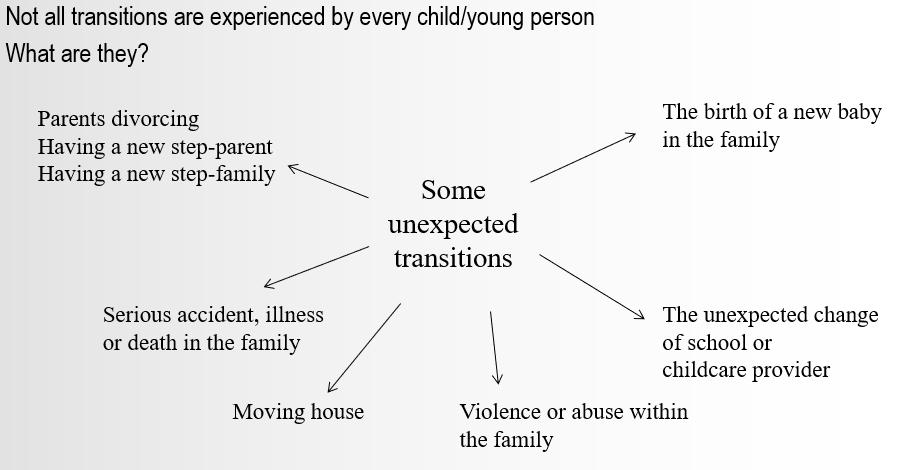 Not all transitions are experienced by every child/young person
What are they?
Parents divorcing
Having a new step-parent
Having a new step-family
The birth of a new baby
in the family
Some
unexpected
transitions
Serious accident, illness
or death in the family
The unexpected change
of school or
childcare provider
Moving house
Violence or abuse within
the family